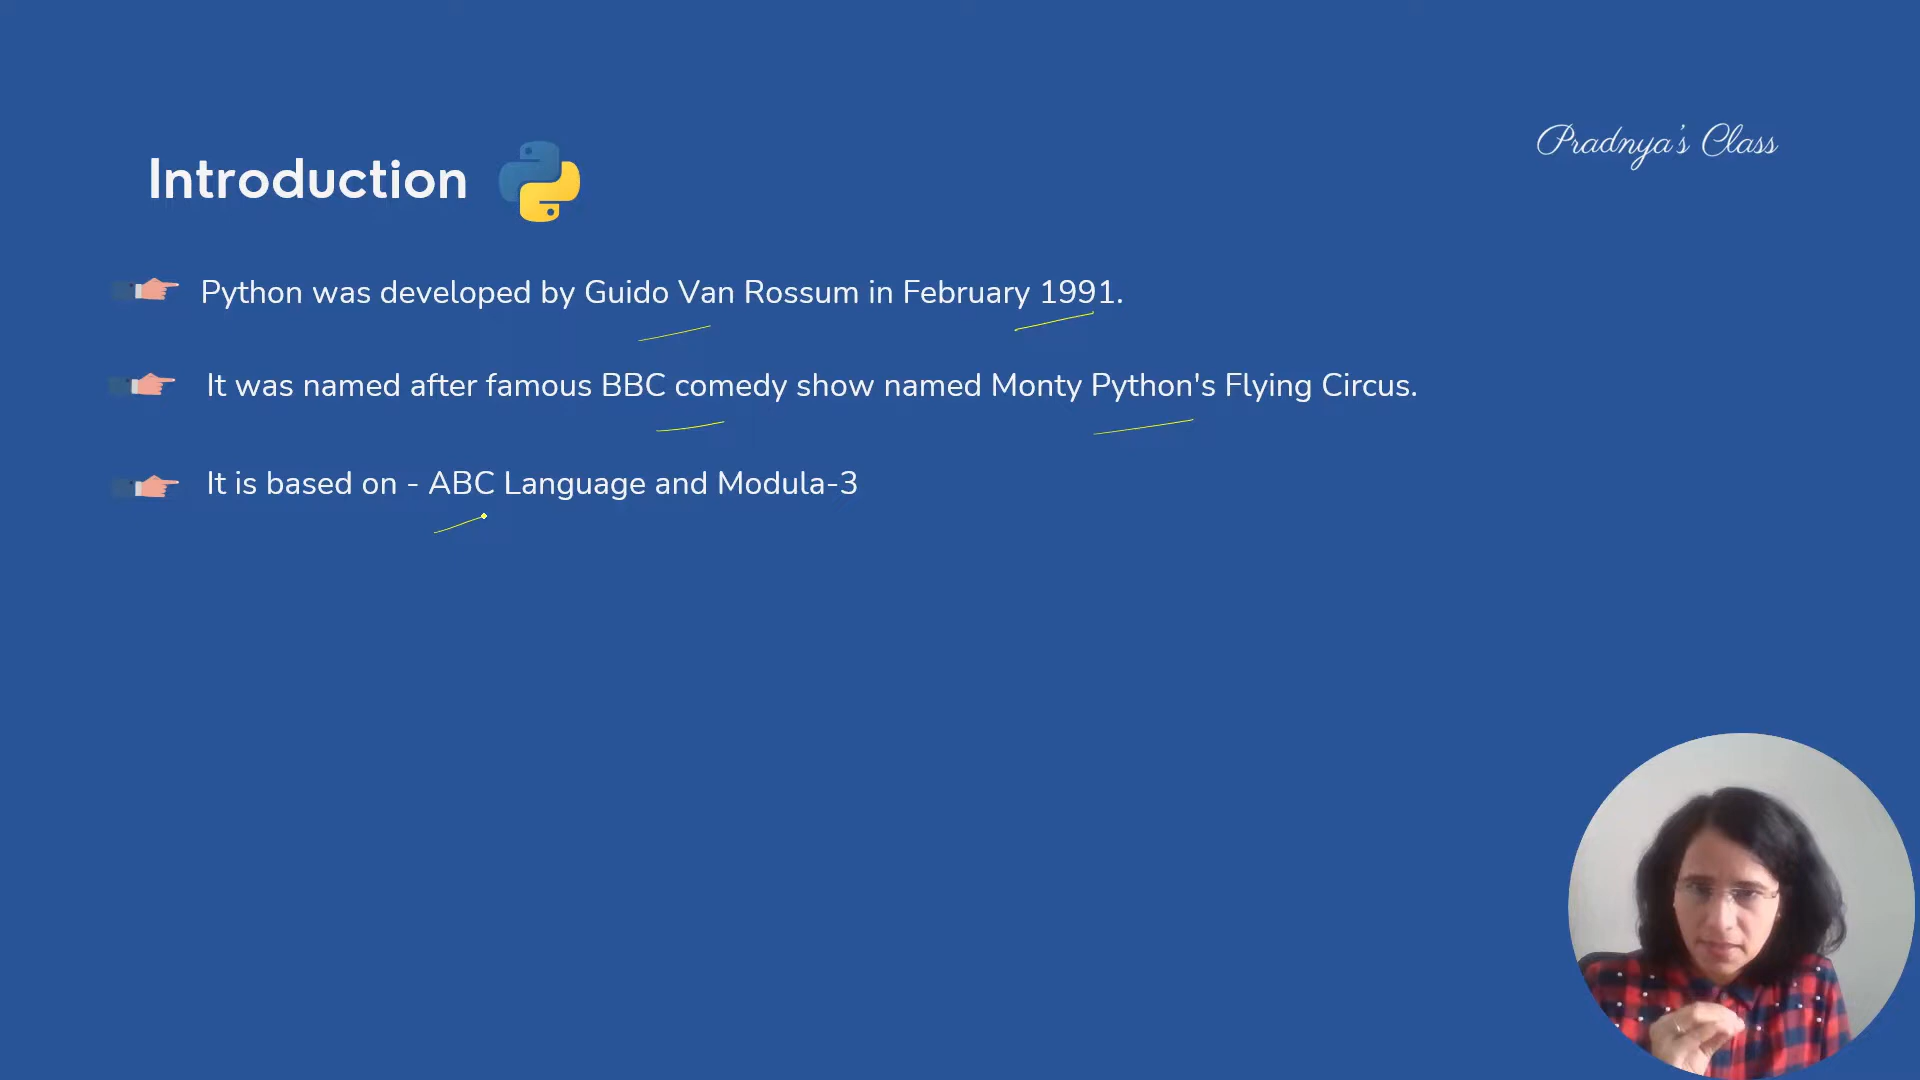 Pradnya's Class
Introduction
Python was developed by Guido Van Rossum in February 1991.
It was named after famous BBC comedy show named Monty Python's Flying Circus.
It is based on - ABC Language and Modula-3